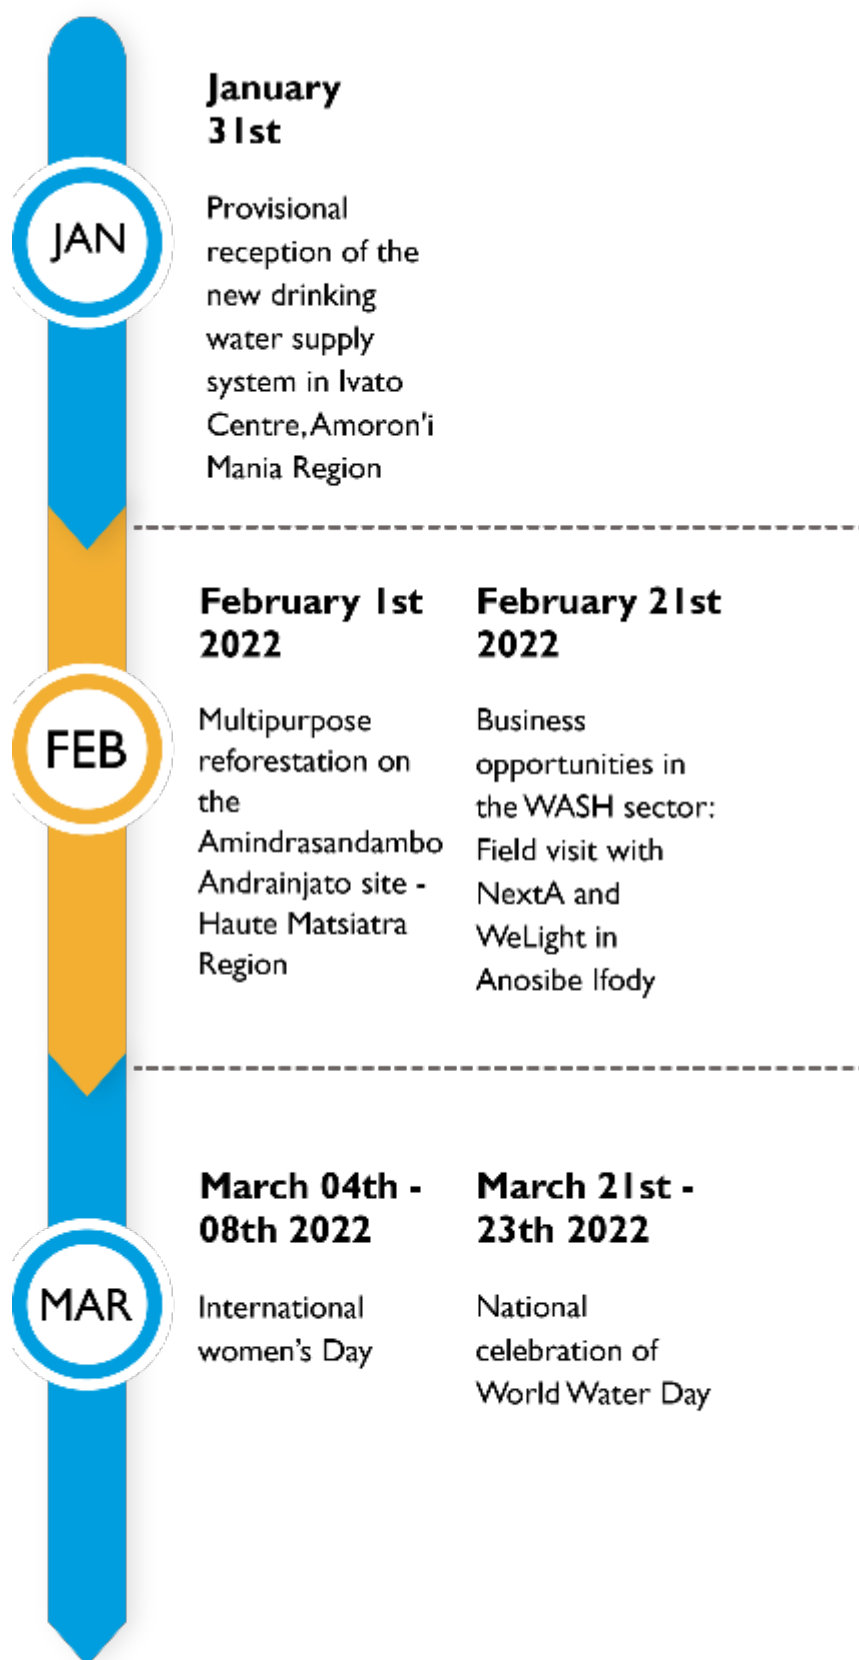 JAN
January
31st
Provisional
reception of the
new drinking
water supply
system in Ivato
Centre, Amoron'i
Mania Region
FEB
February 1st
2022
Multipurpose
reforestation on
the
Amindrasandambo
Andrainjato site -
Haute Matsiatra
Region
February 21st
2022
Business
opportunities in
the WASH sector:
Field visit with
NextA and
WeLight in
Anosibe Ifody
MAR
March 04th -
08th 2022
International
women’s Day
March 21st -
23th 2022
National
celebration of
World Water Day